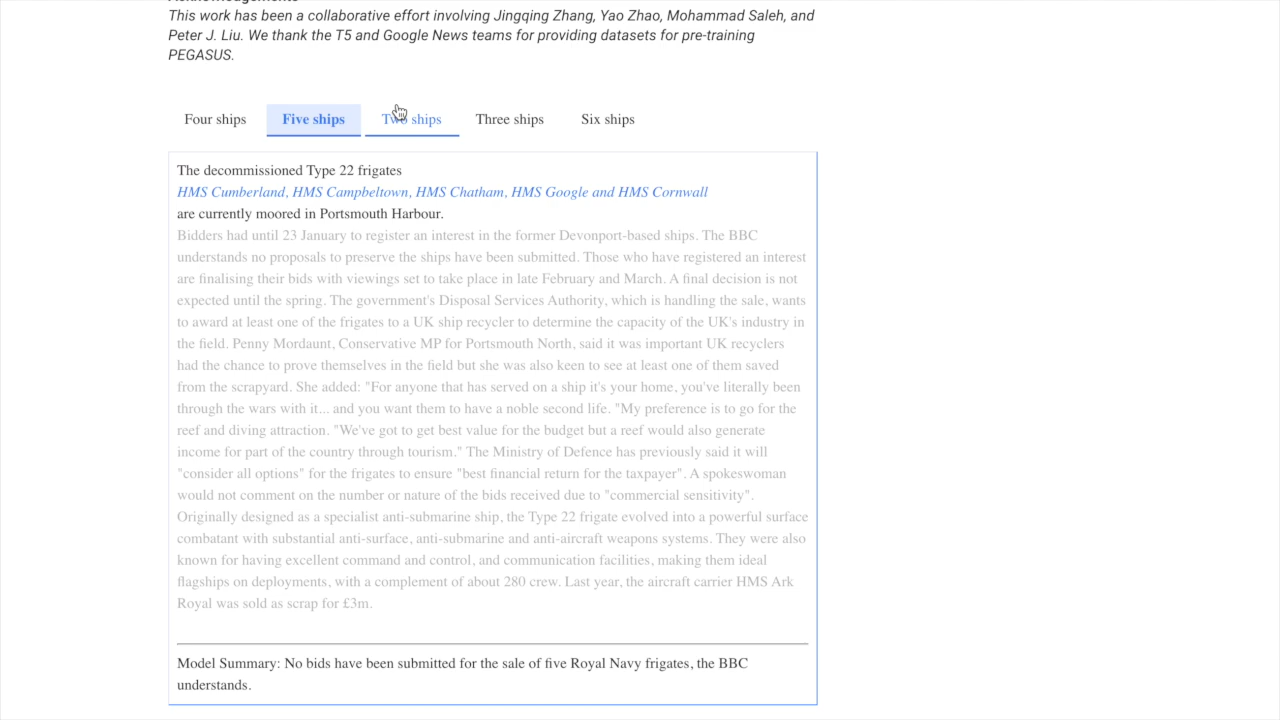 This work has been a collaborative effort involving Jingqing Zhang, Yao Zhao, Mohammad Saleh, and
Peter J. Liu. We thank the T5 and Google News teams for providing datasets for pre-training
PEGASUS.
Four ships Five ships Two ships Three ships Six ships
The decommissioned Type 22 frigates
HMS Cumberland, HMS Campbeltown, HMS Chatham, HMS Google and HMS Cornwall
are currently moored in Portsmouth Harbour.
Bidders had until 23 January to register an interest in the former Devonport-based ships. The BBC
understands no proposals to preserve the ships have been submitted. Those who have registered an interest
are finalising their bids with viewings set to take place in late February and March. A final decision is not
expected until the spring. The government's Disposal Services Authority, which is handling the sale, wants
to award at least one of the frigates to a UK ship recycler to determine the capacity of the UK's industry in
the field. Penny Mordaunt, Conservative MP for Portsmouth North, said it was important UK recyclers
had the chance to prove themselves in the field but she was also keen to see at least one of them saved
from the scrapyard. She added: "For anyone that has served on a ship it's your home, you've literally been
through the wars with it... and you want them to have a noble second life. "My preference is to go for the
reef and diving attraction. "We've got to get best value for the budget but a reef would also generate
income for part of the country through tourism." The Ministry of Defence has previously said it will
"consider all options" for the frigates to ensure "best financial return for the taxpayer". A spokeswoman
would not comment on the number or nature of the bids received due to "commercial sensitivity".
Originally designed as a specialist anti-submarine ship, the Type 22 frigate evolved into a powerful surface
combatant with substantial anti-surface, anti-submarine and anti-aircraft weapons systems. They were also
known for having excellent command and control, and communication facilities, making them ideal
flagships on deployments, with a complement of about 280 crew. Last year, the aircraft carrier HMS Ark
Royal was sold as scrap for £3m.
Model Summary: No bids have been submitted for the sale of five Royal Navy frigates, the BBC
understands.